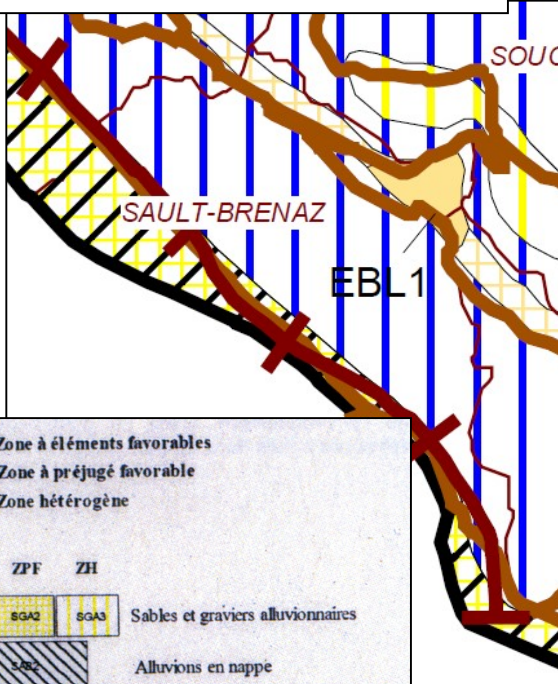 SOUC
SAULT-BRENAZ
EBL1
Zone à éléments favorables
Zone à préjugé favorable
Zone hétérogène
ZPF ZH
SGA2 SGA3 Sables et graviers alluvionnaires
SAB2 Alluvions en nappe